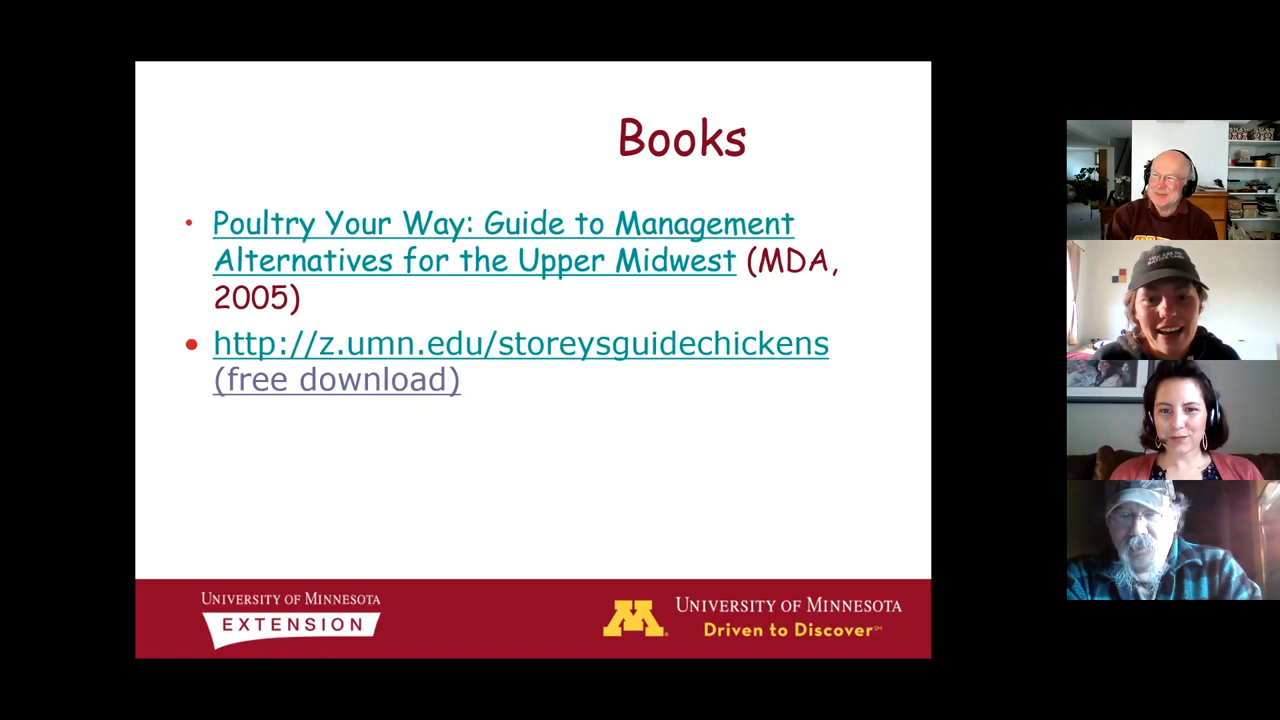 Books
• Poultry Your Way: Guide to Management
Alternatives for the Upper Midwest (MDA,
2005)
• http://z.umn.edu/storeysguidechickens
(free download)
UNIVERSITY OF MINNESOTA
EXTENSION
M
UNIVERSITY OF MINNESOTA
Driven to Discover℠